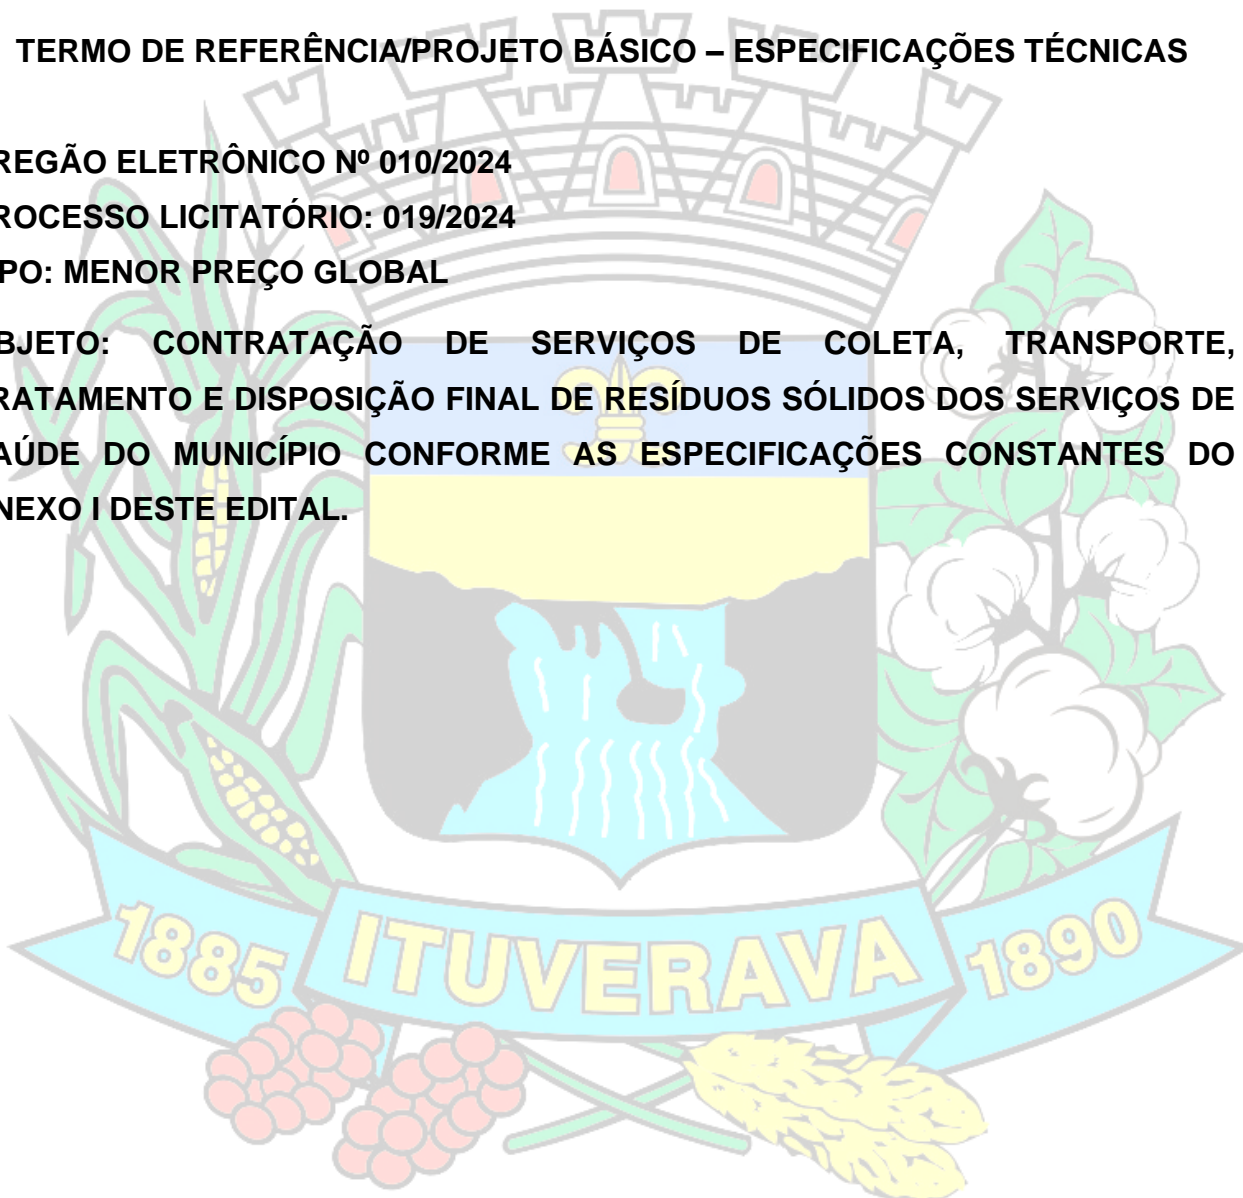 TERMO DE REFERÊNCIA/PROJETO BÁSICO – ESPECIFICAÇÕES TÉCNICAS
REGÃO ELETRÔNICO Nº 010/2024
ROCESSO LICITATÓRIO: 019/2024
PO: MENOR PREÇO GLOBAL
BJETO: CONTRATAÇÃO DE SERVIÇOS DE COLETA, TRANSPORTE,
RATAMENTO E DISPOSIÇÃO FINAL DE RESÍDUOS SÓLIDOS DOS SERVIÇOS DE
AÚDE DO MUNICÍPIO CONFORME AS ESPECIFICAÇÕES CONSTANTES DO
NEXO I DESTE EDITAL.
1885 ITUVERAVA 1890